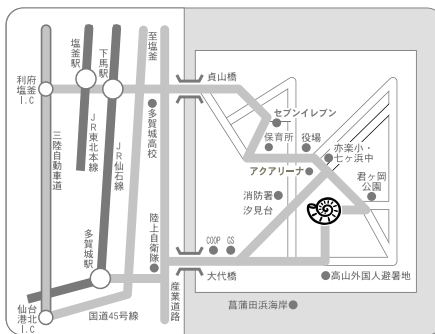 至塩釜
塩釜駅
下馬駅
利府
塩釜
I.C
貞山橋
セブンイレブン
多賀城高校
保育所
役場
亦楽小・
七ヶ浜中
JR東北本線
JR仙石線
アクアリーナ
三陸自動車道
君ヶ岡
公園
消防署
汐見台
陸上自衛隊
多賀城駅
COOP
GS
大代橋
高山外国人避暑地
産業道路
仙台
港北
I.C
国道45号線
菖蒲田浜海岸